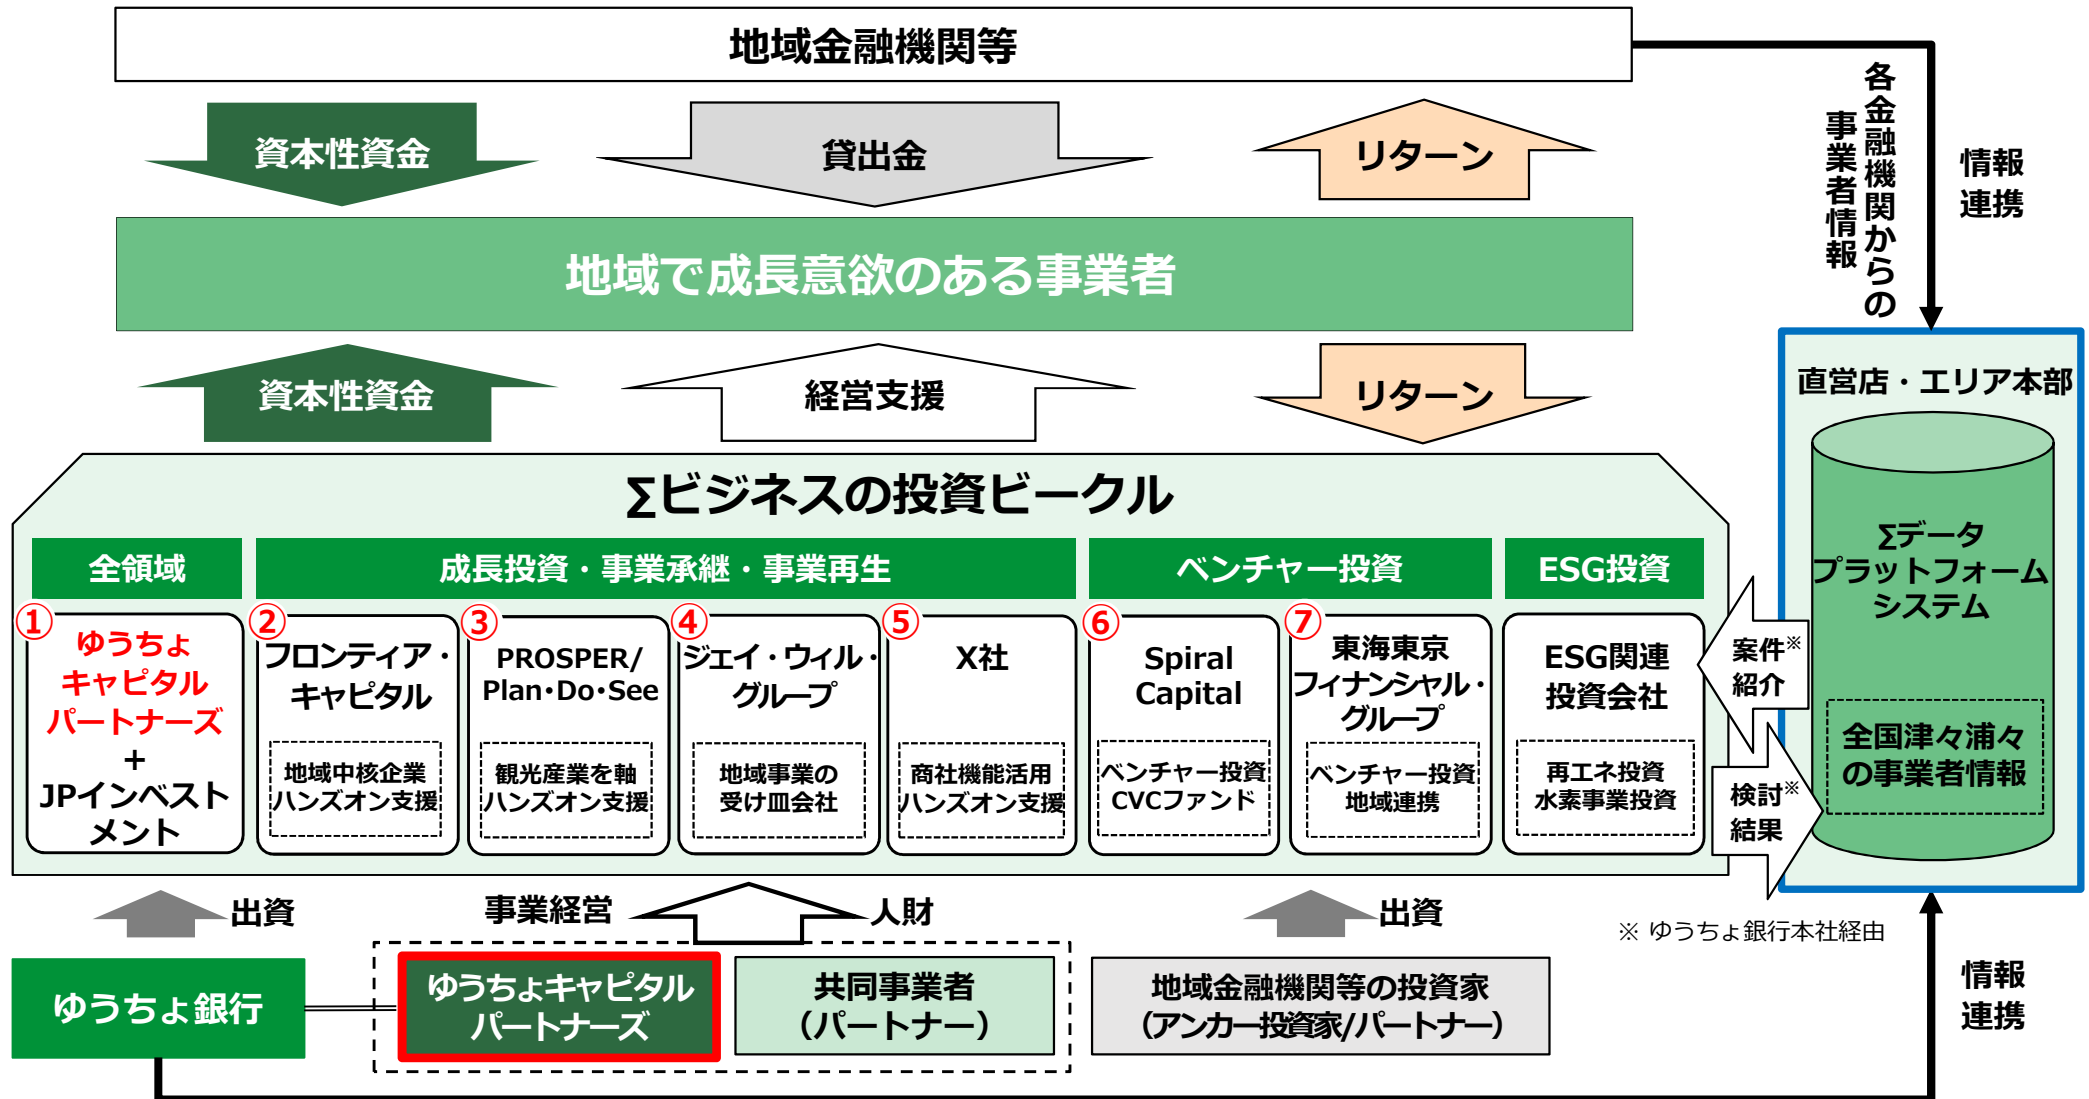 地域金融機関等
資本性資金
貸出金
リターン
各金融機関からの
事業者情報
情報
連携
地域で成長意欲のある事業者
資本性資金
経営支援
リターン
直営店・エリア本部
Σデータ
プラットフォーム
システム
全国津々浦々
の事業者情報
Σビジネスの投資ビークル
全領域
成長投資・事業承継・事業再生
ベンチャー投資
ESG投資
①
ゆうちょ
キャピタル
パートナーズ
+
JPインベスト
メント
②
フロンティア・
キャピタル
地域中核企業
ハンズオン支援
③
PROSPER/
Plan・Do・See
観光産業を軸
ハンズオン支援
④
ジェイ・ウィル・
グループ
地域事業の
受け皿会社
⑤
X社
商社機能活用
ハンズオン支援
⑥
Spiral
Capital
ベンチャー投資
CVCファンド
⑦
東海東京
フィナンシャル・
グループ
ベンチャー投資
地域連携
ESG関連
投資会社
再エネ投資
水素事業投資
案件※
紹介
検討※
結果
出資
事業経営
人財
出資
※ ゆうちょ銀行本社経由
ゆうちょ銀行
ゆうちょキャピタル
パートナーズ
共同事業者
（パートナー）
地域金融機関等の投資家
（アンカー投資家/パートナー）
情報
連携